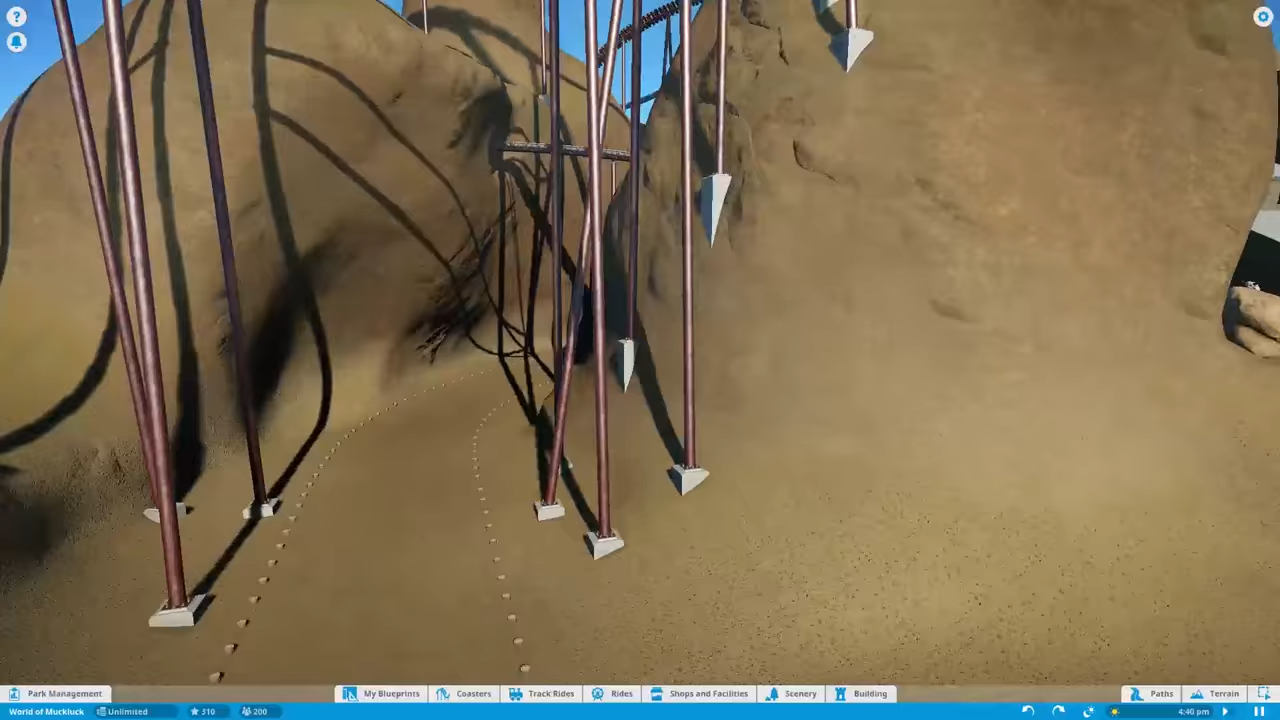 ?
Park Management
My Blueprints
Coasters
Track Rides
Rides
Shops and Facilities
Scenery
Building
Paths
Terrain
World of Muckluck
Unlimited
310
200
4:40 pm